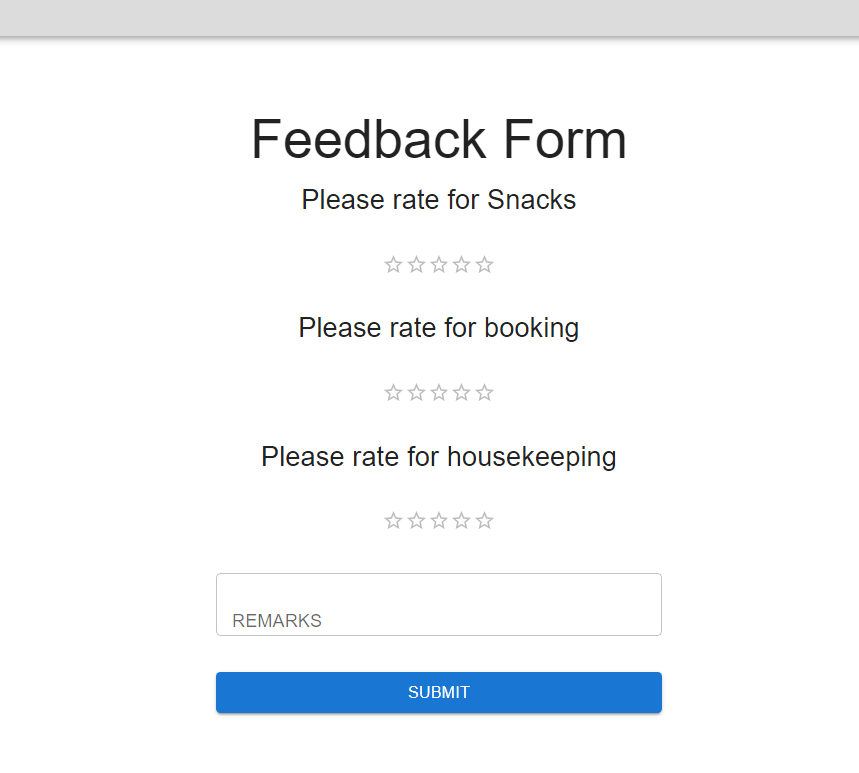 Feedback Form
Please rate for Snacks
Please rate for booking
Please rate for housekeeping
REMARKS
SUBMIT